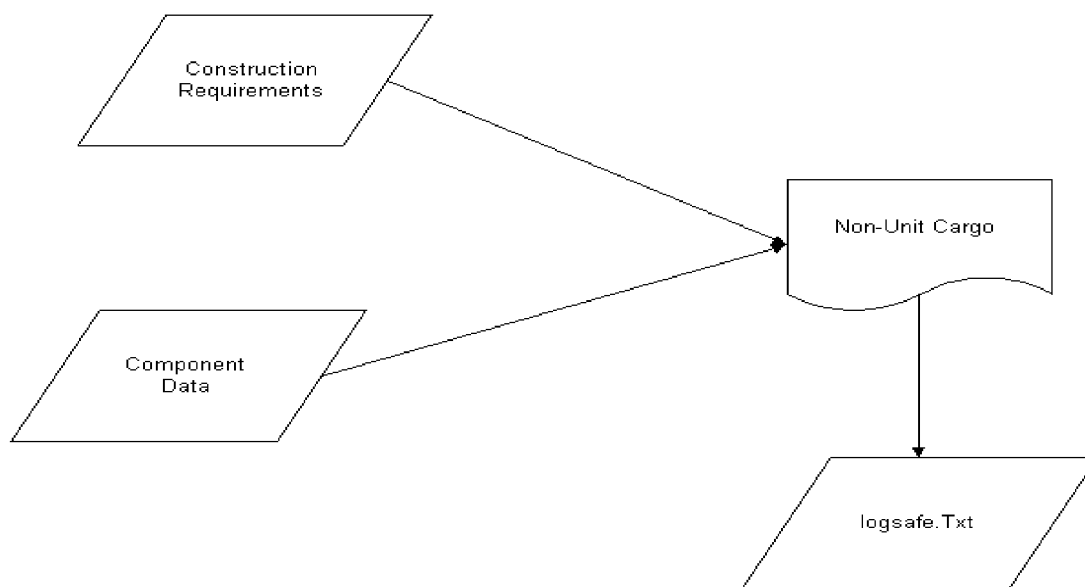 Construction
Requirements
Non-Unit Cargo
Component
Data
logsafe.Txt